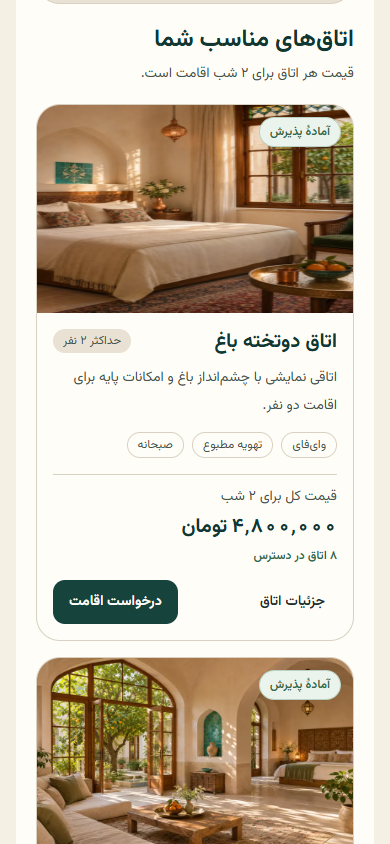 اتاق‌های مناسب شما
قیمت هر اتاق برای ۲ شب اقامت است.
آمادهٔ پذیرش
اتاق دوتخته باغ
حداکثر ۲ نفر
اتاقی نمایشی با چشم‌انداز باغ و امکانات پایه برای
اقامت دو نفر.
وای‌فای
تهویه مطبوع
صبحانه
قیمت کل برای ۲ شب
۴,۸۰۰,۰۰۰ تومان
۸ اتاق در دسترس
جزئیات اتاق
درخواست اقامت
آمادهٔ پذیرش